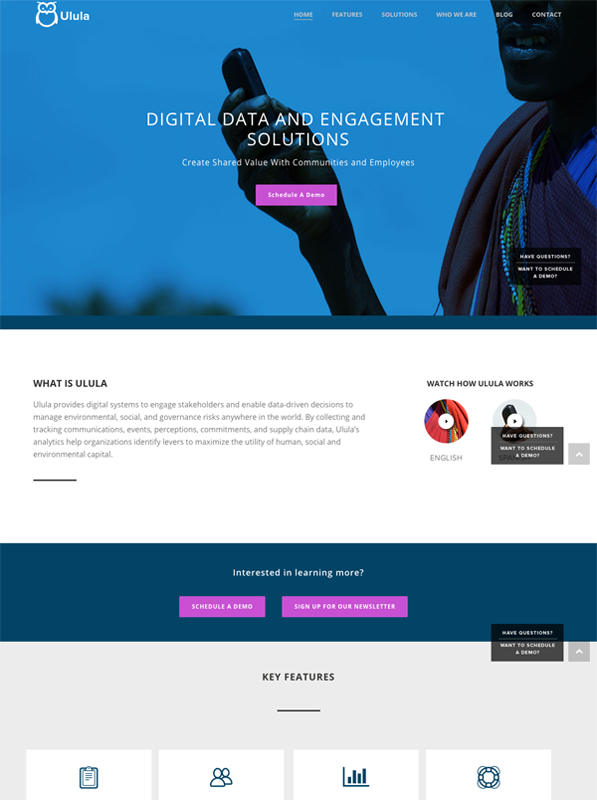 Ulula
HOME FEATURES SOLUTIONS WHO WE ARE BLOG CONTACT
DIGITAL DATA AND ENGAGEMENT
SOLUTIONS
Create Shared Value With Communities and Employees
Schedule A Demo
HAVE QUESTIONS?
WANT TO SCHEDULE
A DEMO?
WHAT IS ULULA
Ulula provides digital systems to engage stakeholders and enable data-driven decisions to
manage environmental, social, and governance risks anywhere in the world. By collecting and
tracking communications, events, perceptions, commitments, and supply chain data, Ulula's
analytics help organizations identify levers to maximize the utility of human, social and
environmental capital.
WATCH HOW ULULA WORKS
ENGLISH
HAVE QUESTIONS?
WANT TO SCHEDULE
A DEMO?
Interested in learning more?
SCHEDULE A DEMO
SIGN UP FOR OUR NEWSLETTER
HAVE QUESTIONS?
WANT TO SCHEDULE
A DEMO?
KEY FEATURES